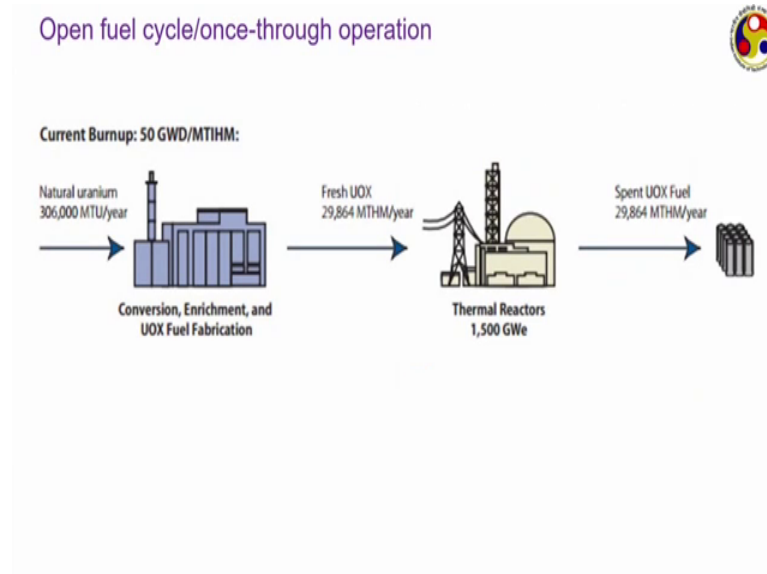 Open fuel cycle/once-through operation
Current Burnup: 50 GWD/MTIHM:
Natural uranium
306,000 MTU/year
Fresh UOX
29,864 MTHM/year
Spent UOX Fuel
29,864 MTHM/year
Conversion, Enrichment, and
UOX Fuel Fabrication
Thermal Reactors
1,500 GWe